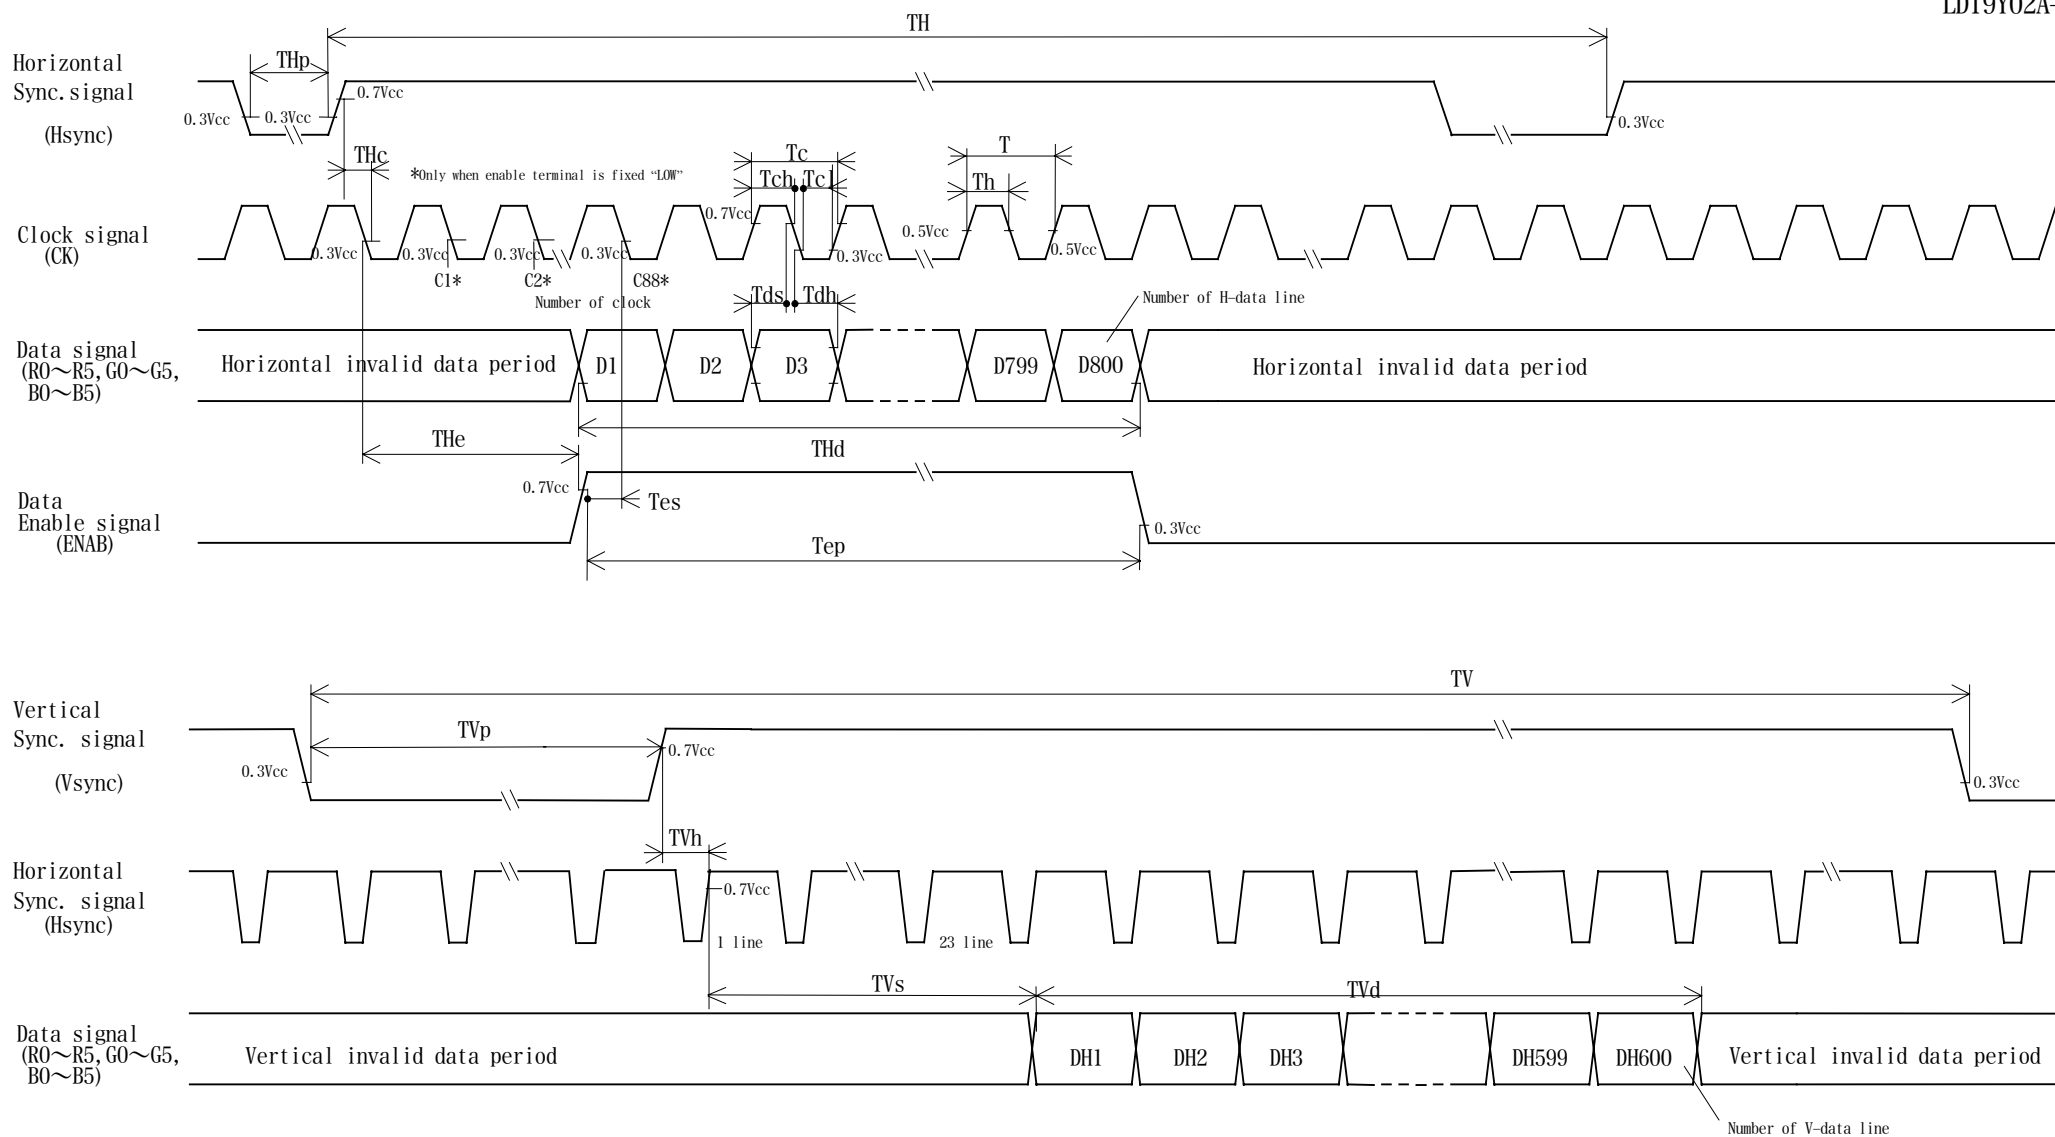 LD19Y02A-
TH
Horizontal
Sync.signal
(Hsync)
THp
0.7Vcc
0.3Vcc
0.3Vcc
0.3Vcc
THc
*Only when enable terminal is fixed “LOW”
Tc
Tch
Tcl
T
Th
Clock signal
(CK)
0.3Vcc
0.3Vcc
0.3Vcc
0.3Vcc
0.7Vcc
0.3Vcc
0.5Vcc
0.5Vcc
C1*
C2*
C88*
Number of clock
Tds
Tdh
Number of H-data line
Data signal
(R0～R5,G0～G5,
B0～B5)
Horizontal invalid data period
D1
D2
D3
D799
D800
Horizontal invalid data period
THe
THd
Data
Enable signal
(ENAB)
0.7Vcc
Tes
0.3Vcc
Tep
TV
Vertical
Sync. signal
(Vsync)
TVp
0.3Vcc
0.7Vcc
0.3Vcc
TVh
Horizontal
Sync. signal
(Hsync)
0.7Vcc
1 line
23 line
TVs
TVd
Data signal
(R0～R5,G0～G5,
B0～B5)
Vertical invalid data period
DH1
DH2
DH3
DH599
DH600
Vertical invalid data period
Number of V-data line